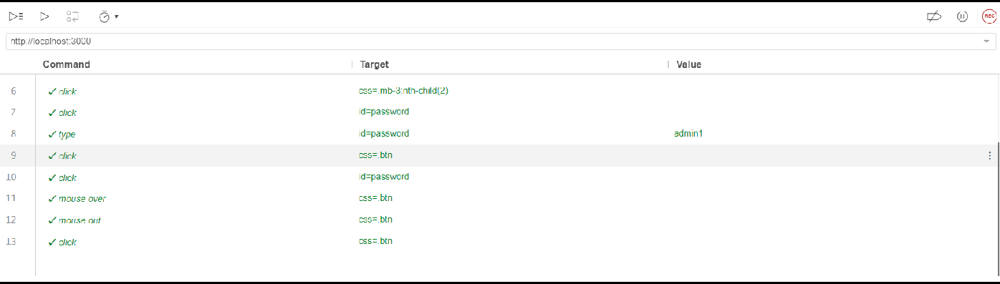 REC
http://localhost:3000
Command Target Value
6 ✓ click css=.mb-3:nth-child(2)
7 ✓ click id=password
8 ✓ type id=password admin1
9 ✓ click css=.btn
10 ✓ click id=password
11 ✓ mouse over css=.btn
12 ✓ mouse out css=.btn
13 ✓ click css=.btn